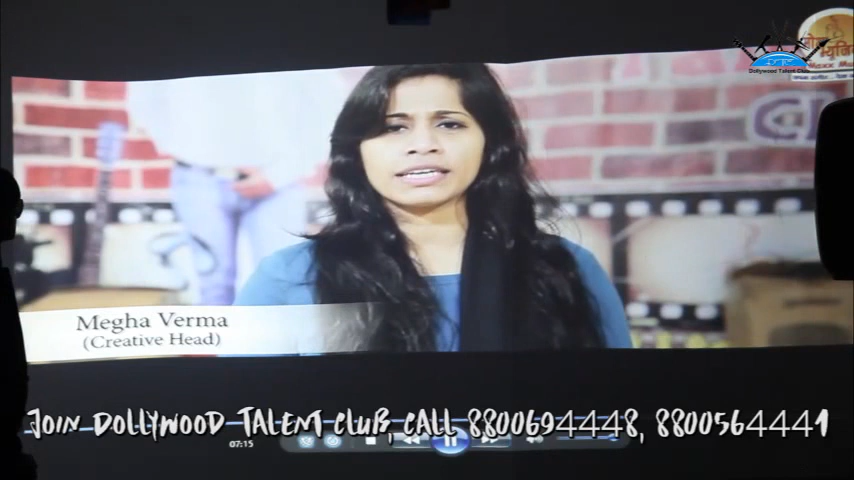 Dollywood Talent Club
Megha Verma
(Creative Head)
JOIN DOLLYWOOD TALENT CLUB, CALL 8800694448, 8800564441
07:15